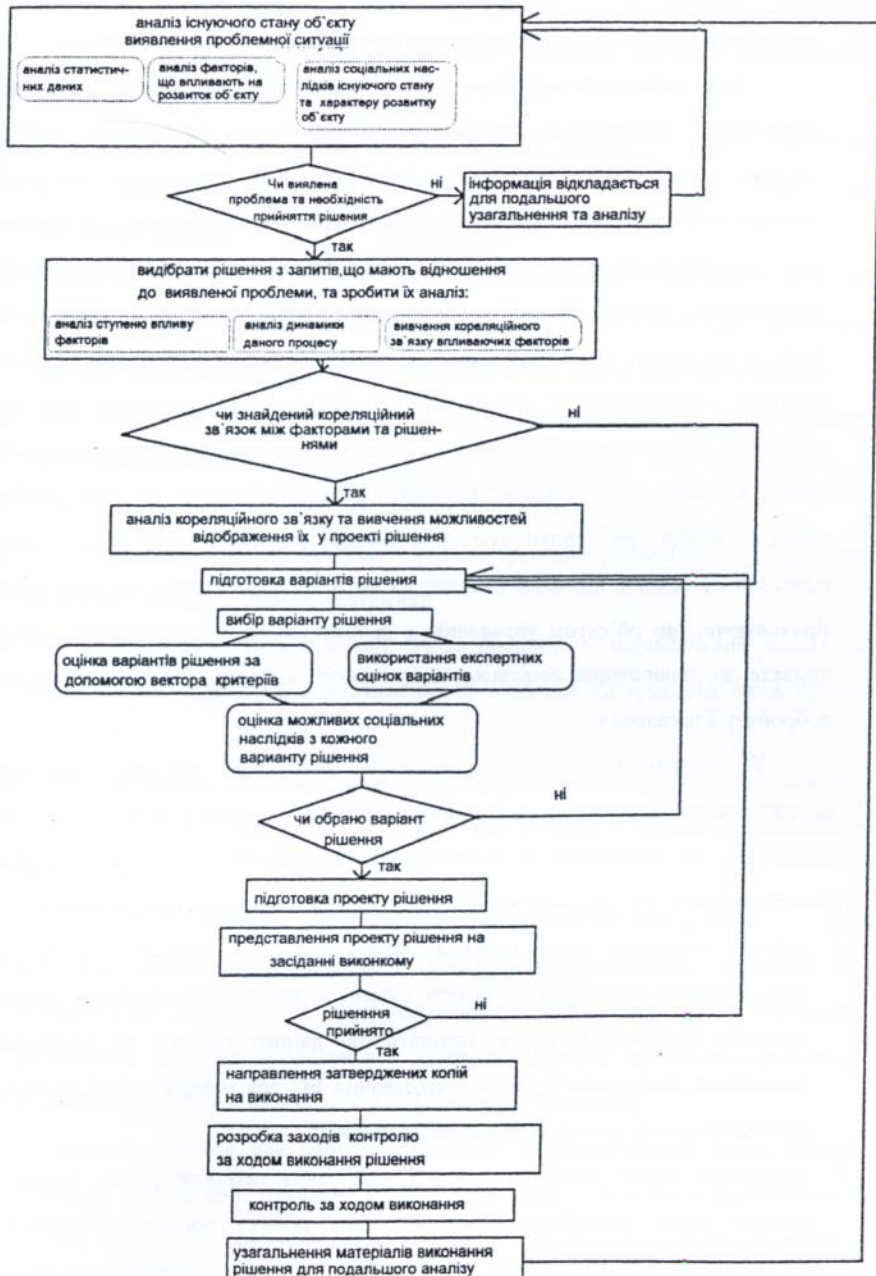 аналіз існуючого стану об`єкту
виявлення проблемної ситуації
аналіз статистич-
них даних
аналіз факторів,
що впливають на
розвиток об`єкту
аналіз соціальних нас-
лідків існуючого стану
та характеру розвитку
об`єкту
Чи виялена
проблема та необхідність
прийняття рішения
ні
інформація відкладається
для подальшого
узагальнення та аналізу
так
видібрати рішення з запитів,що мають відношення
до виявленої проблеми, та зробити їх аналіз:
аналіз ступеню впливу
факторів
аналіз динамики
даного процесу
вивчення кореляційного
зв`язку впливаючих факторів
чи знайдений кореляційний
зв`язок між факторами та рішен-
нями
ні
так
аналіз кореляційного зв`язку та вивчення можливостей
відображення їх у проекті рішення
підготовка варіантів рішения
вибір варіанту рішення
оцінка варіантів рішення за
допомогою вектора критеріїв
використання експертних
оцінок варіантів
оцінка можливих соціальних
наслідків з кожного
варианту рішення
чи обрано варіант
рішення
ні
так
підготовка проекту рішення
представлення проекту рішення на
засіданні виконкому
рішенння
прийнято
ні
так
направлення затверджених копій
на виконання
розробка заходів контролю
за ходом виконання рішення
контроль за ходом виконання
узагальнення матеріалів виконання
рішення для подальшого аналізу